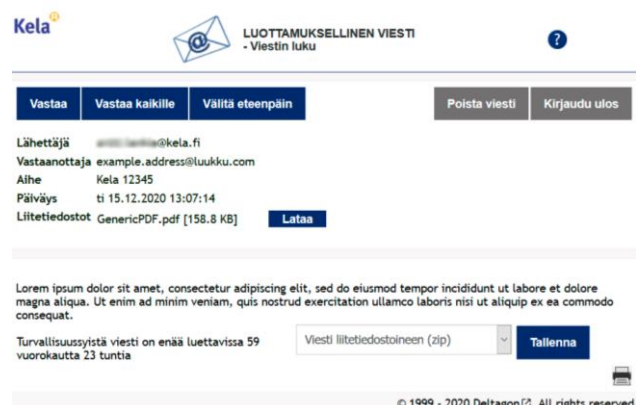 Kela
LUOTTAMUKSELLINEN VIESTI
- Viestin luku
?
Vastaa
Vastaa kaikille
Välitä eteenpäin
Poista viesti
Kirjaudu ulos
Lähettäjä @kela.fi
Vastaanottaja example.address@luukku.com
Aihe Kela 12345
Päiväys ti 15.12.2020 13:07:14
Liitetiedostot GenericPDF.pdf [158.8 KB] Lataa
Lorem ipsum dolor sit amet, consectetur adipiscing elit, sed do eiusmod tempor incididunt ut labore et dolore
magna aliqua. Ut enim ad minim veniam, quis nostrud exercitation ullamco laboris nisi ut aliquip ex ea commodo
consequat.
Turvallisuussyistä viesti on enää luettavissa 59
vuorokautta 23 tuntia
Viesti liitetiedostoineen (zip)
Tallenna
© 1999 - 2020 Deltagon. All rights reserved